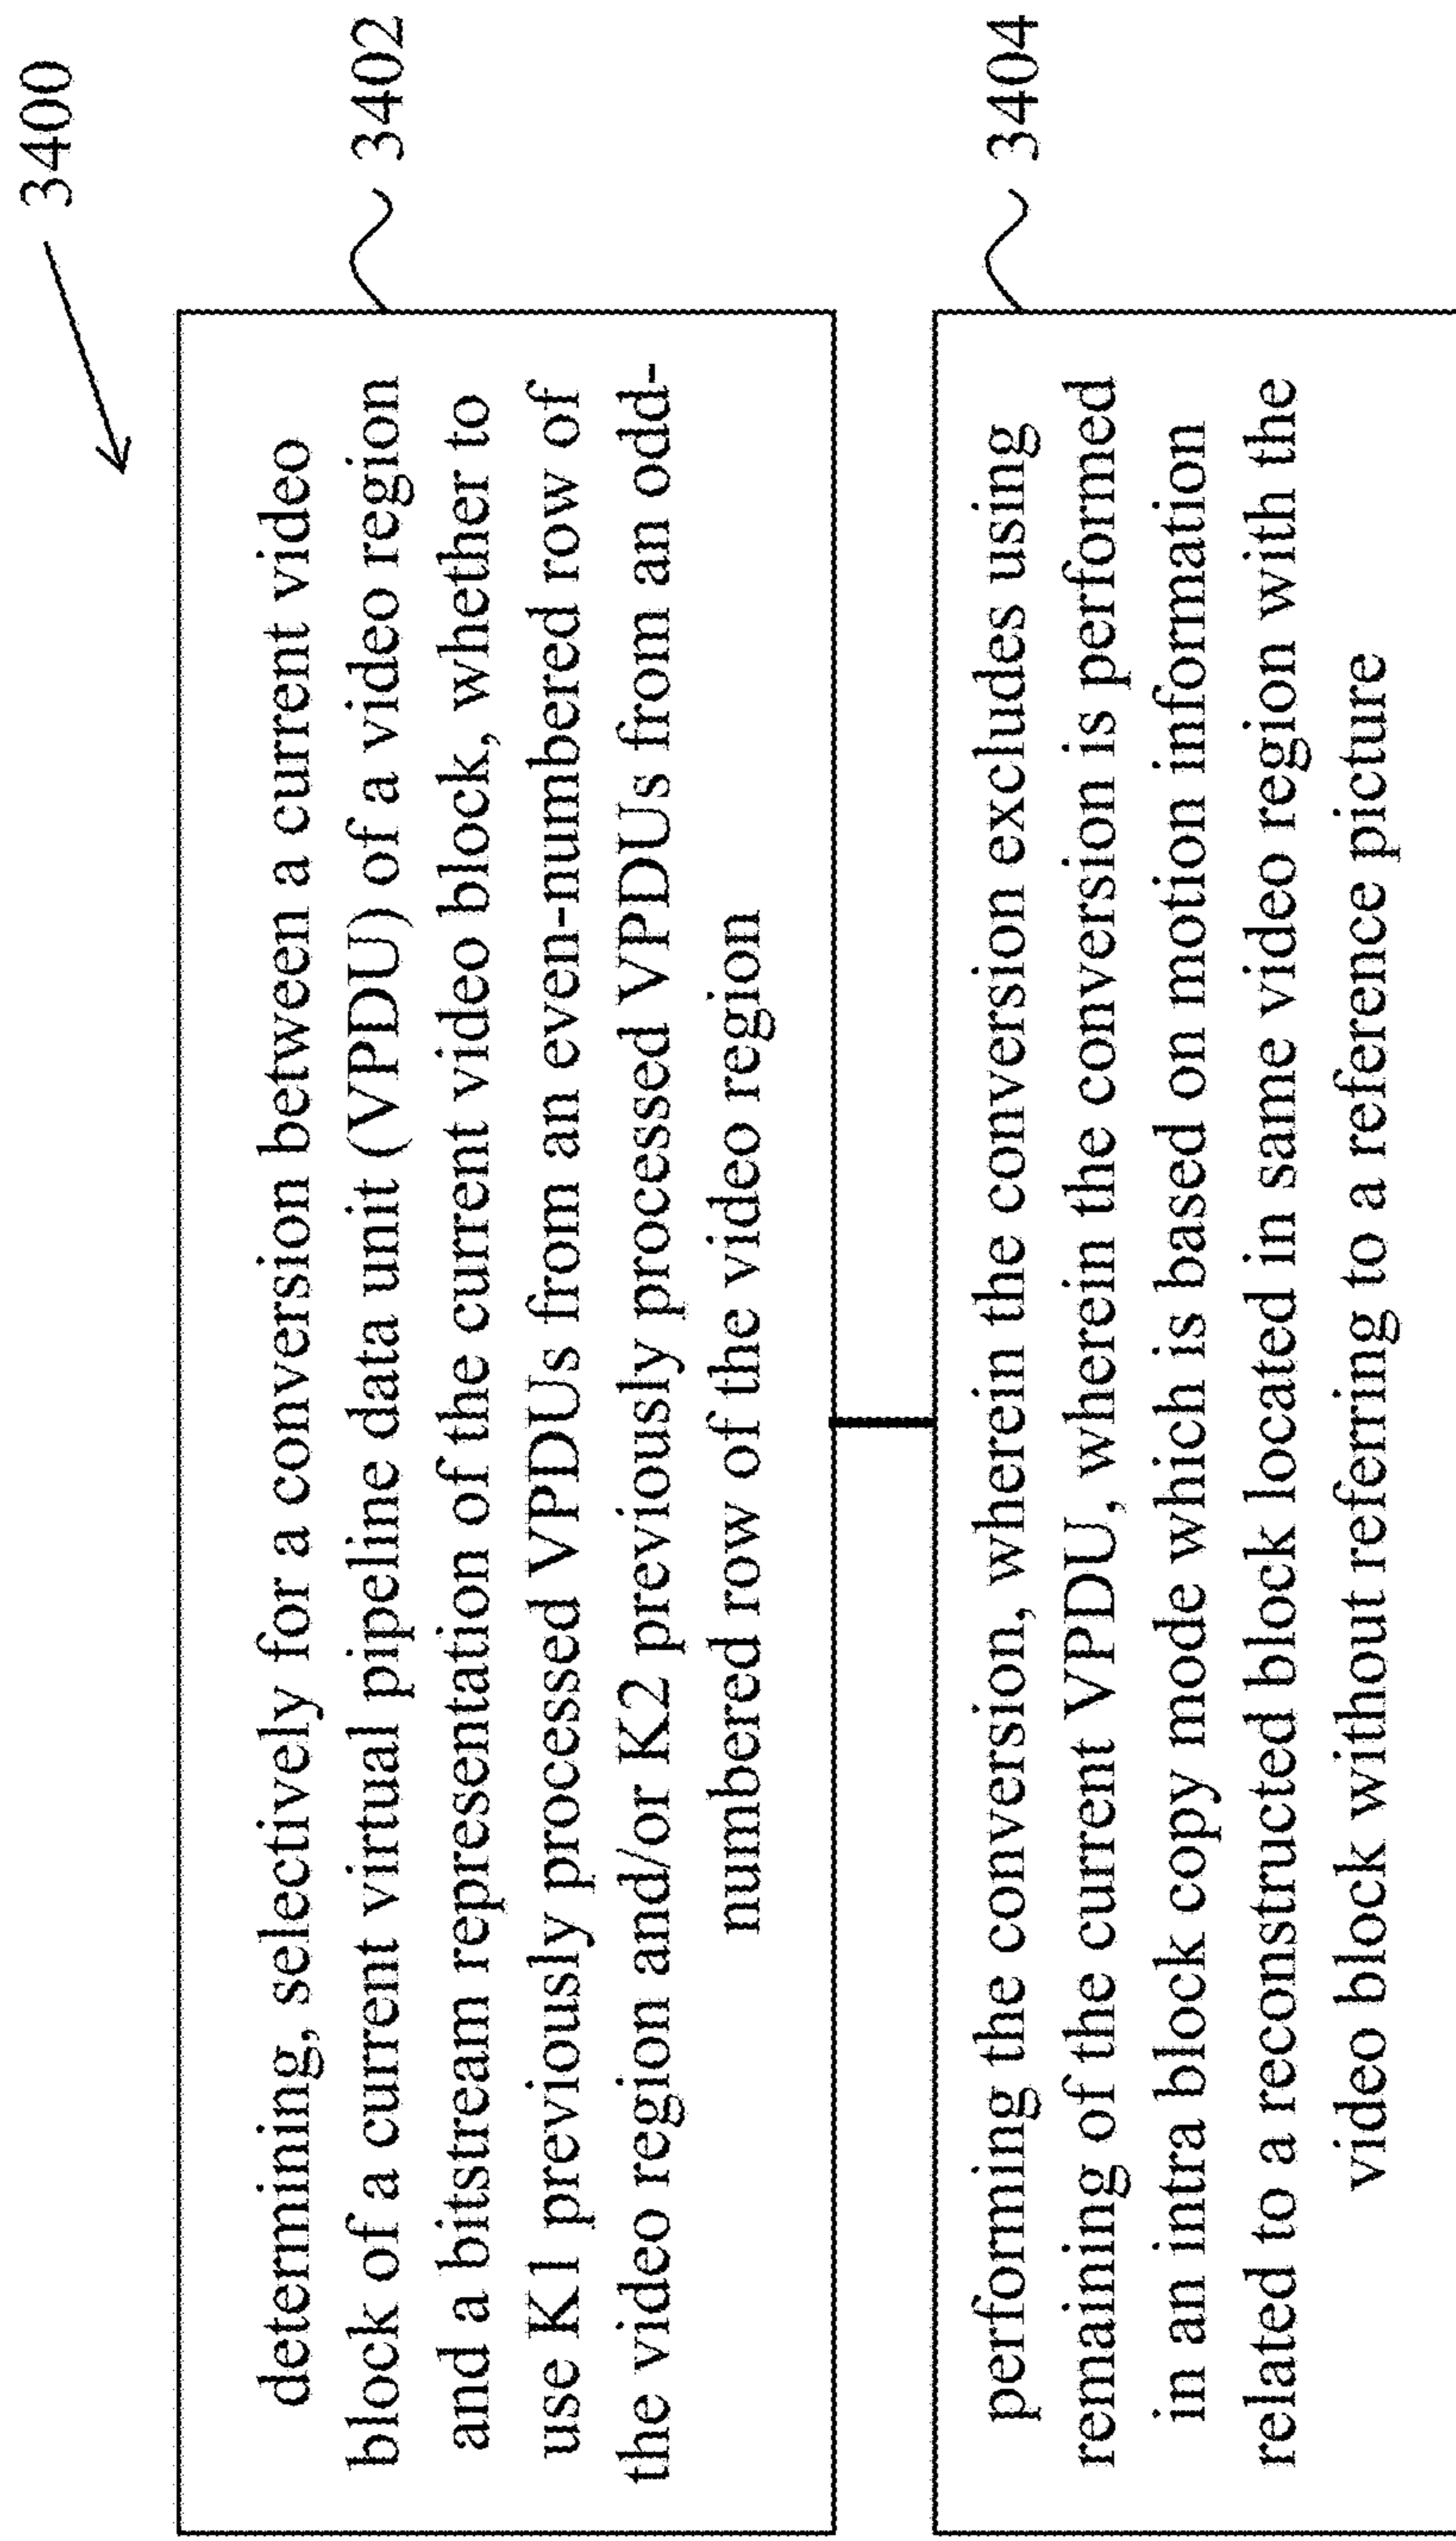 3400
3402
determining, selectively for a conversion between a current video
block of a current virtual pipeline data unit (VPDU) of a video region
and a bitstream representation of the current video block, whether to
use K1 previously processed VPDUs from an even-numbered row of
the video region and/or K2 previously processed VPDUs from an odd-
numbered row of the video region
3404
performing the conversion, wherein the conversion excludes using
remaining of the current VPDU, wherein the conversion is performed
in an intra block copy mode which is based on motion information
related to a reconstructed block located in same video region with the
video block without referring to a reference picture